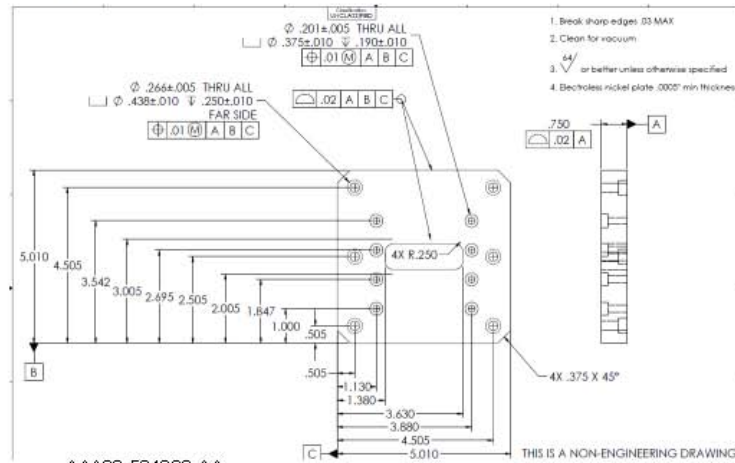 UNCLASSIFIED
Ø .201±.005 THRU ALL
⌴ Ø .375±.010 ↧ .190±.010
⌖ .01 Ⓜ A B C
Ø .266±.005 THRU ALL
⌴ Ø .438±.010 ↧ .250±.010
FAR SIDE
⌖ .01 Ⓜ A B C
⌓ .02 A B C
1. Break sharp edges .03 MAX
2. Clean for vacuum
3. 64/ √ or better unless otherwise specified
4. Electroless nickel plate .0005" min thickness
.750
A
⌓ .02 A
4X R.250
5.010
4.505
3.542
3.005
2.695
2.505
2.005
1.847
1.000
.505
B
.505
1.130
1.380
3.630
3.880
4.505
5.010
C
4X .375 X 45°
THIS IS A NON-ENGINEERING DRAWING